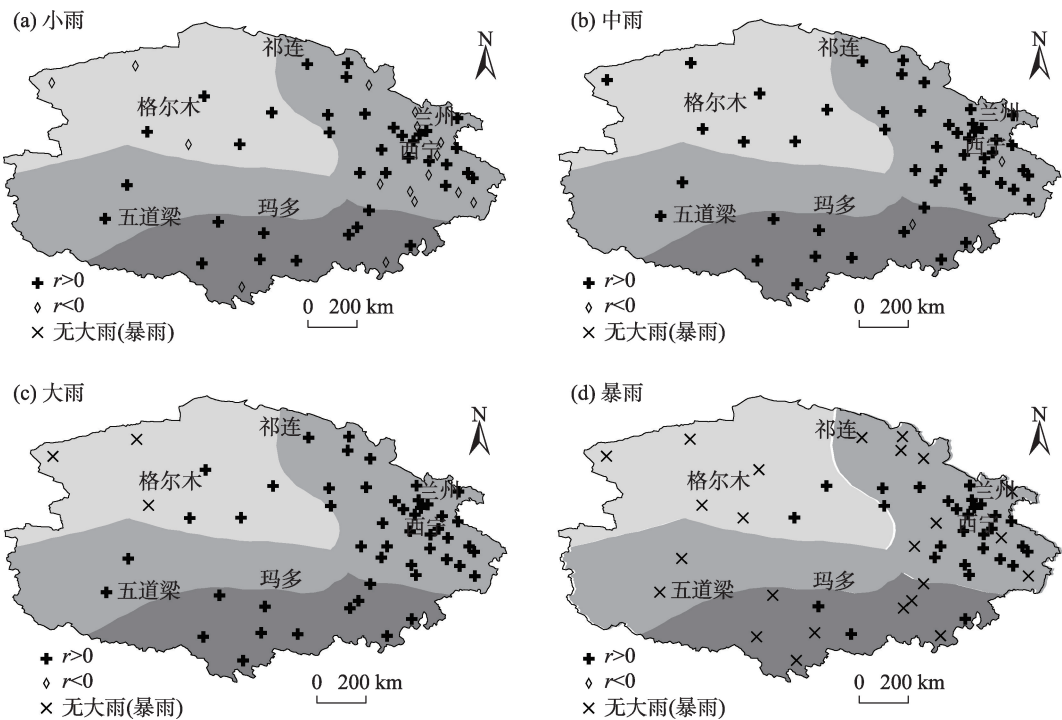 (a) 小雨
N
祁连
格尔木
兰州
西宁
五道梁
玛多
r>0
r<0
无大雨(暴雨)
0 200 km
(b) 中雨
N
祁连
格尔木
兰州
西宁
五道梁
玛多
r>0
r<0
无大雨(暴雨)
0 200 km
(c) 大雨
N
祁连
格尔木
兰州
西宁
五道梁
玛多
r>0
r<0
无大雨(暴雨)
0 200 km
(d) 暴雨
N
祁连
格尔木
兰州
西宁
五道梁
玛多
r>0
r<0
无大雨(暴雨)
0 200 km